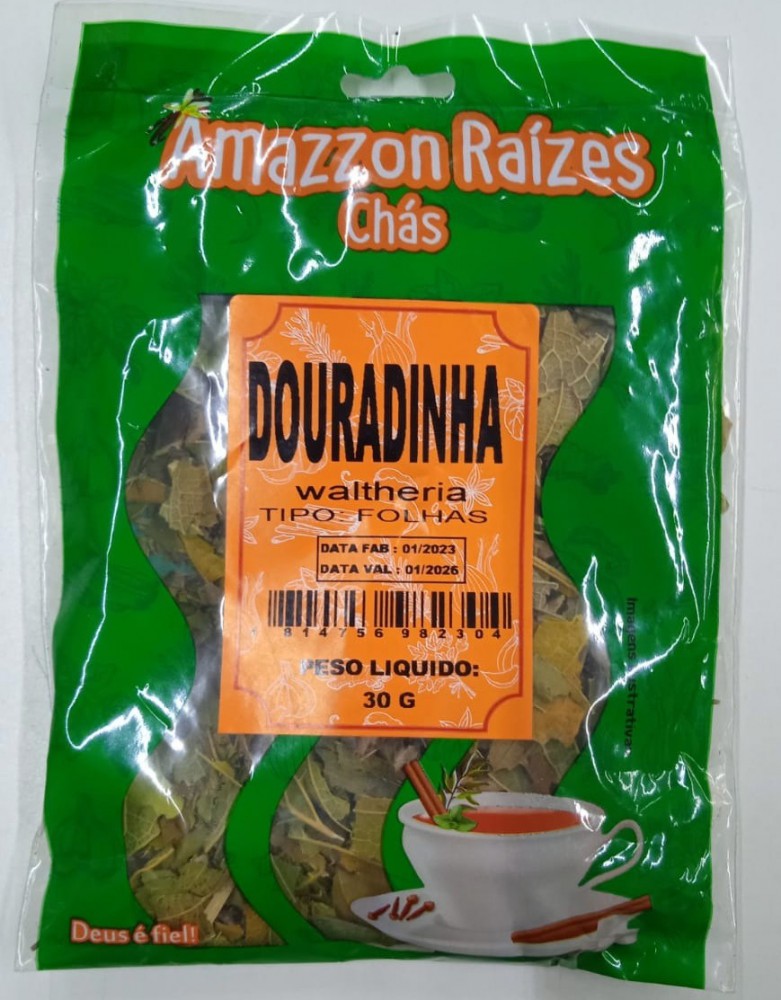 Amazzon Raízes
Chás
DOURADINHA
waltheria
TIPO: FOLHAS
DATA FAB : 01/2023
DATA VAL : 01/2026
814756 982304
PESO LIQUIDO:
30 G
Deus é fiel!